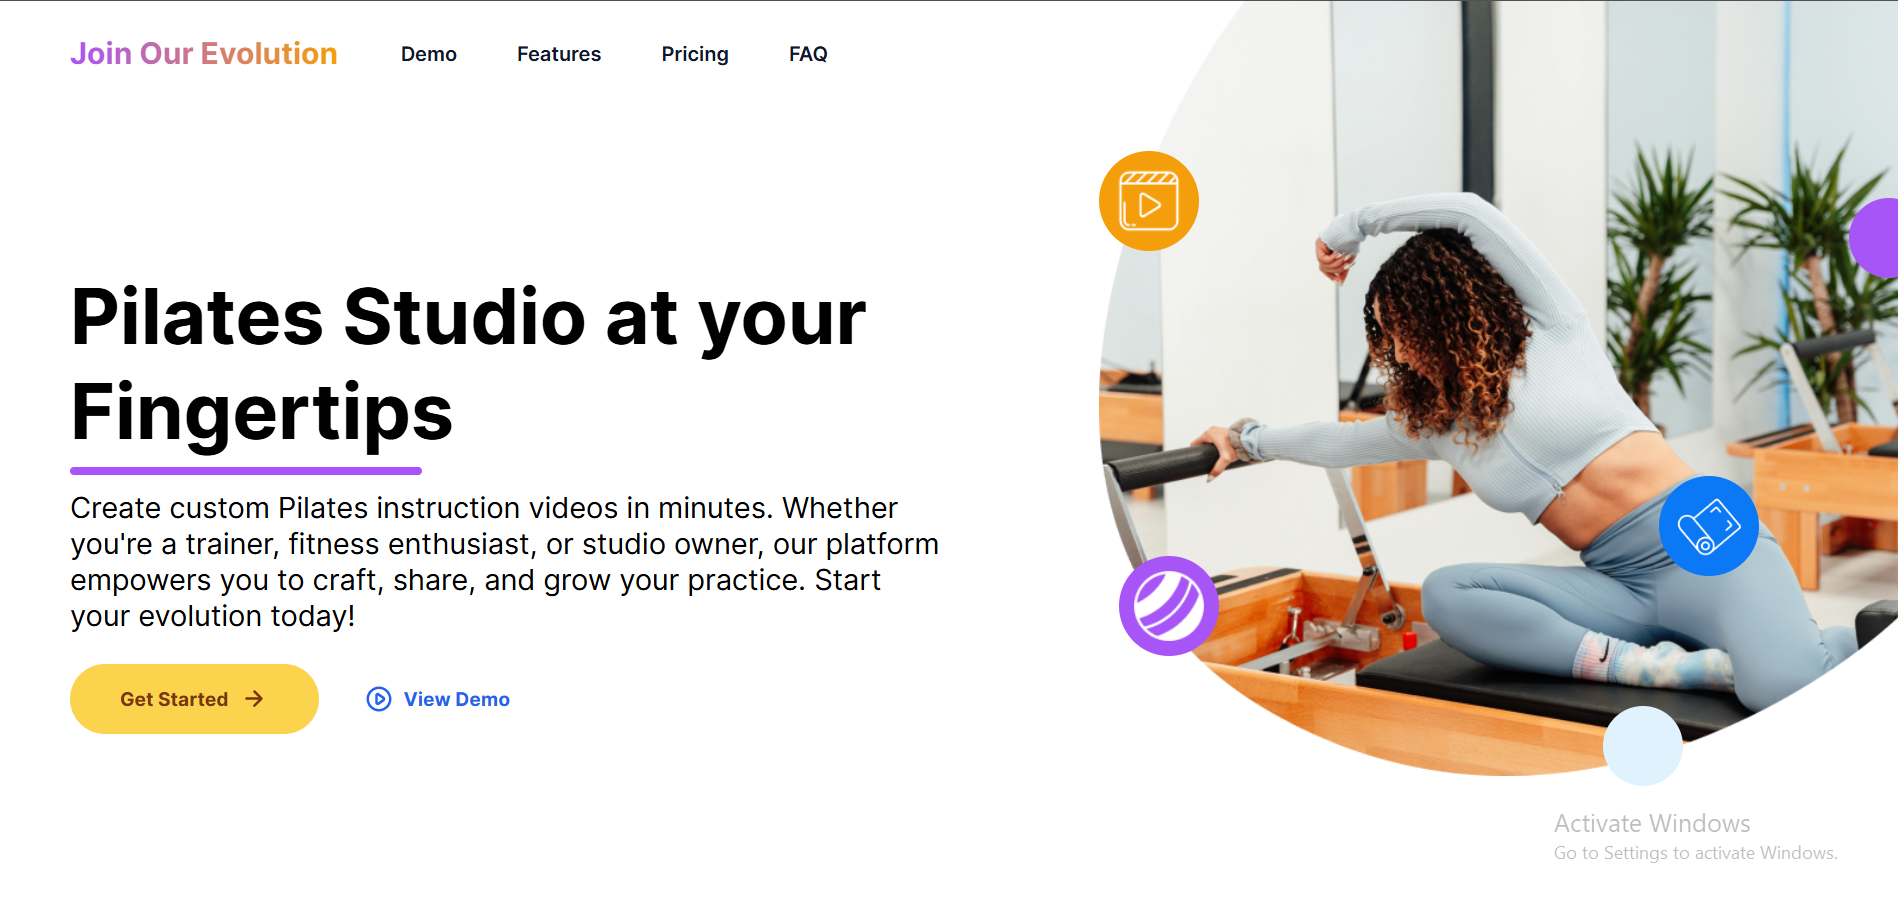 Join Our Evolution
Demo
Features
Pricing
FAQ
Pilates Studio at your
Fingertips
Create custom Pilates instruction videos in minutes. Whether
you're a trainer, fitness enthusiast, or studio owner, our platform
empowers you to craft, share, and grow your practice. Start
your evolution today!
Get Started
View Demo
Activate Windows
Go to Settings to activate Windows.